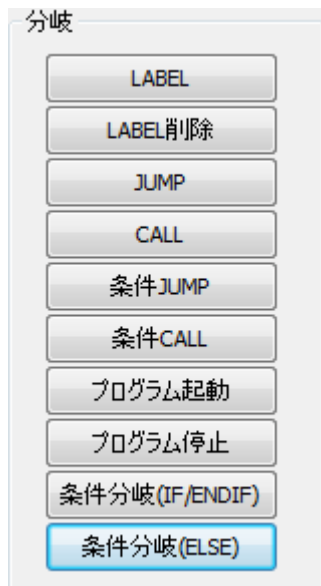 分岐
LABEL
LABEL削除
JUMP
CALL
条件JUMP
条件CALL
プログラム起動
プログラム停止
条件分岐(IF/ENDIF)
条件分岐(ELSE)